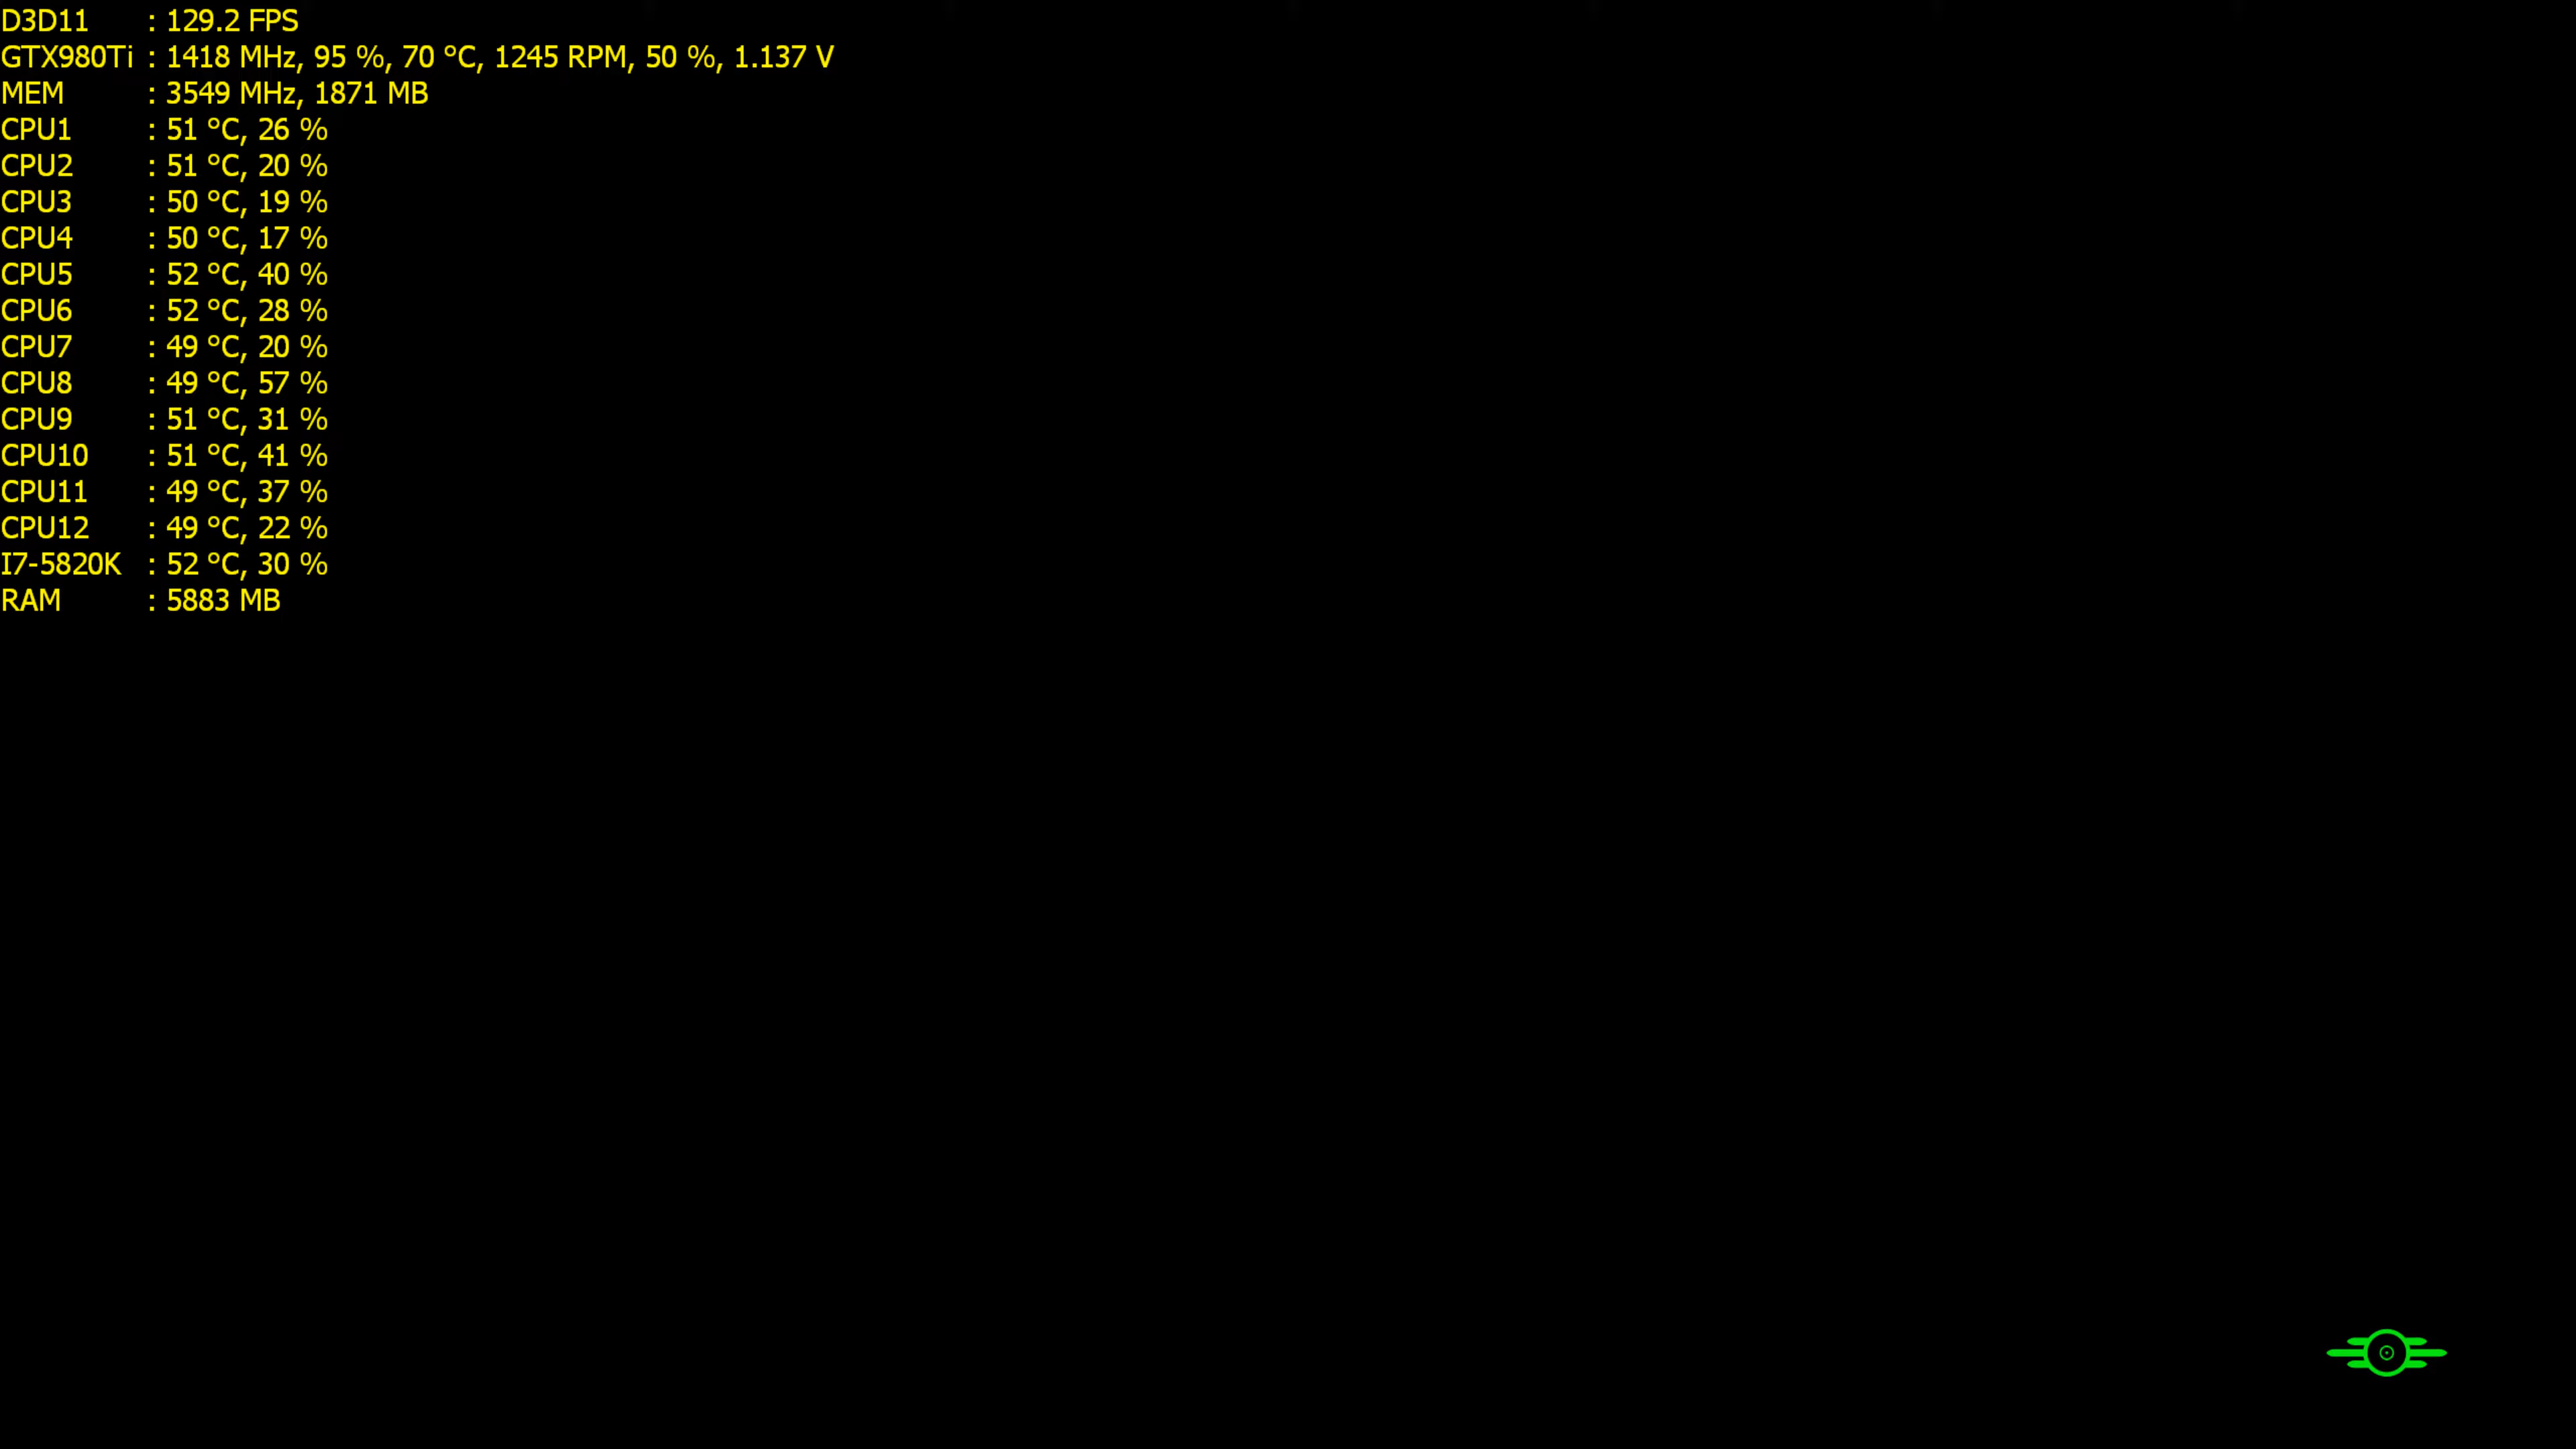 D3D11 : 129.2 FPS
GTX980Ti : 1418 MHz, 95 %, 70 °C, 1245 RPM, 50 %, 1.137 V
MEM : 3549 MHz, 1871 MB
CPU1 : 51 °C, 26 %
CPU2 : 51 °C, 20 %
CPU3 : 50 °C, 19 %
CPU4 : 50 °C, 17 %
CPU5 : 52 °C, 40 %
CPU6 : 52 °C, 28 %
CPU7 : 49 °C, 20 %
CPU8 : 49 °C, 57 %
CPU9 : 51 °C, 31 %
CPU10 : 51 °C, 41 %
CPU11 : 49 °C, 37 %
CPU12 : 49 °C, 22 %
I7-5820K : 52 °C, 30 %
RAM : 5883 MB